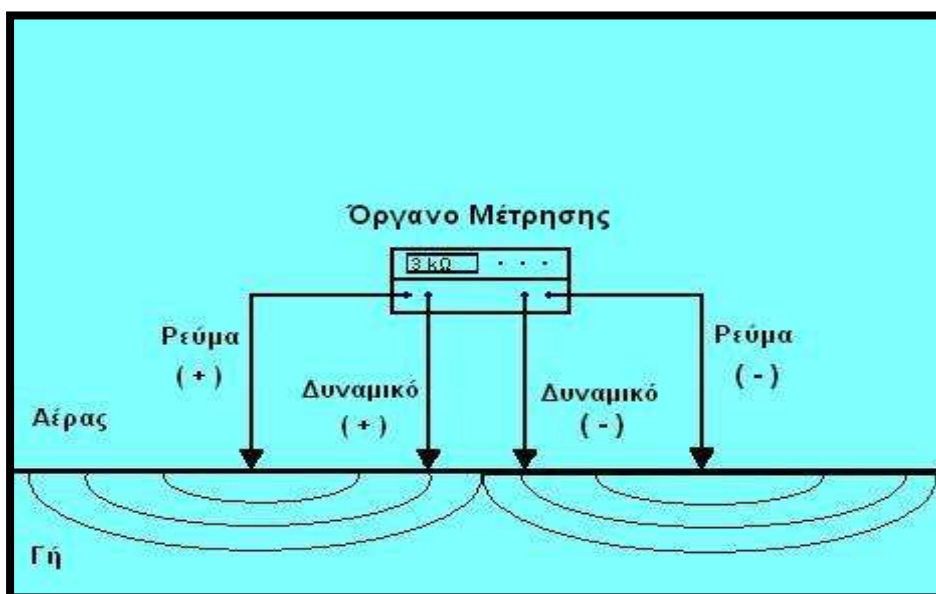 Όργανο Μέτρησης
3 kΩ
Ρεύμα
( + )
Δυναμικό
( + )
Δυναμικό
( - )
Ρεύμα
( - )
Αέρας
Γή